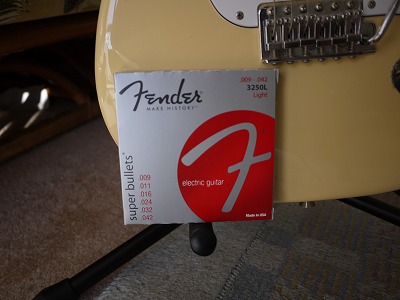 Fender
MAKE HISTORY
.009 - .042
3250L
Light
super bullets
.009
.011
.016
.024
.032
.042
electric guitar
F
Made in USA